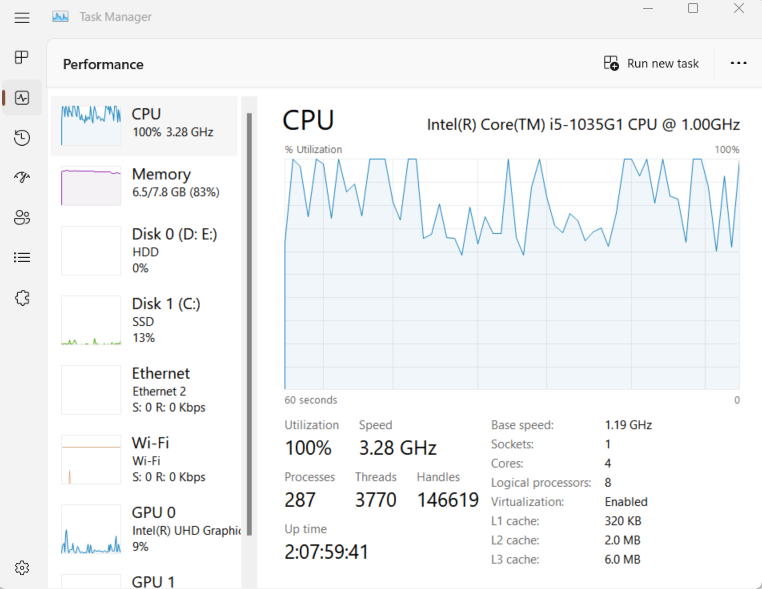 Task Manager
Performance
Run new task
CPU
100% 3.28 GHz
Memory
6.5/7.8 GB (83%)
Disk 0 (D: E:)
HDD
0%
Disk 1 (C:)
SSD
13%
Ethernet
Ethernet 2
S: 0 R: 0 Kbps
Wi-Fi
Wi-Fi
S: 0 R: 0 Kbps
GPU 0
Intel(R) UHD Graphic
9%
GPU 1
CPU
Intel(R) Core(TM) i5-1035G1 CPU @ 1.00GHz
% Utilization 100%
60 seconds 0
Utilization Speed
100% 3.28 GHz
Processes Threads Handles
287 3770 146619
Up time
2:07:59:41
Base speed: 1.19 GHz
Sockets: 1
Cores: 4
Logical processors: 8
Virtualization: Enabled
L1 cache: 320 KB
L2 cache: 2.0 MB
L3 cache: 6.0 MB